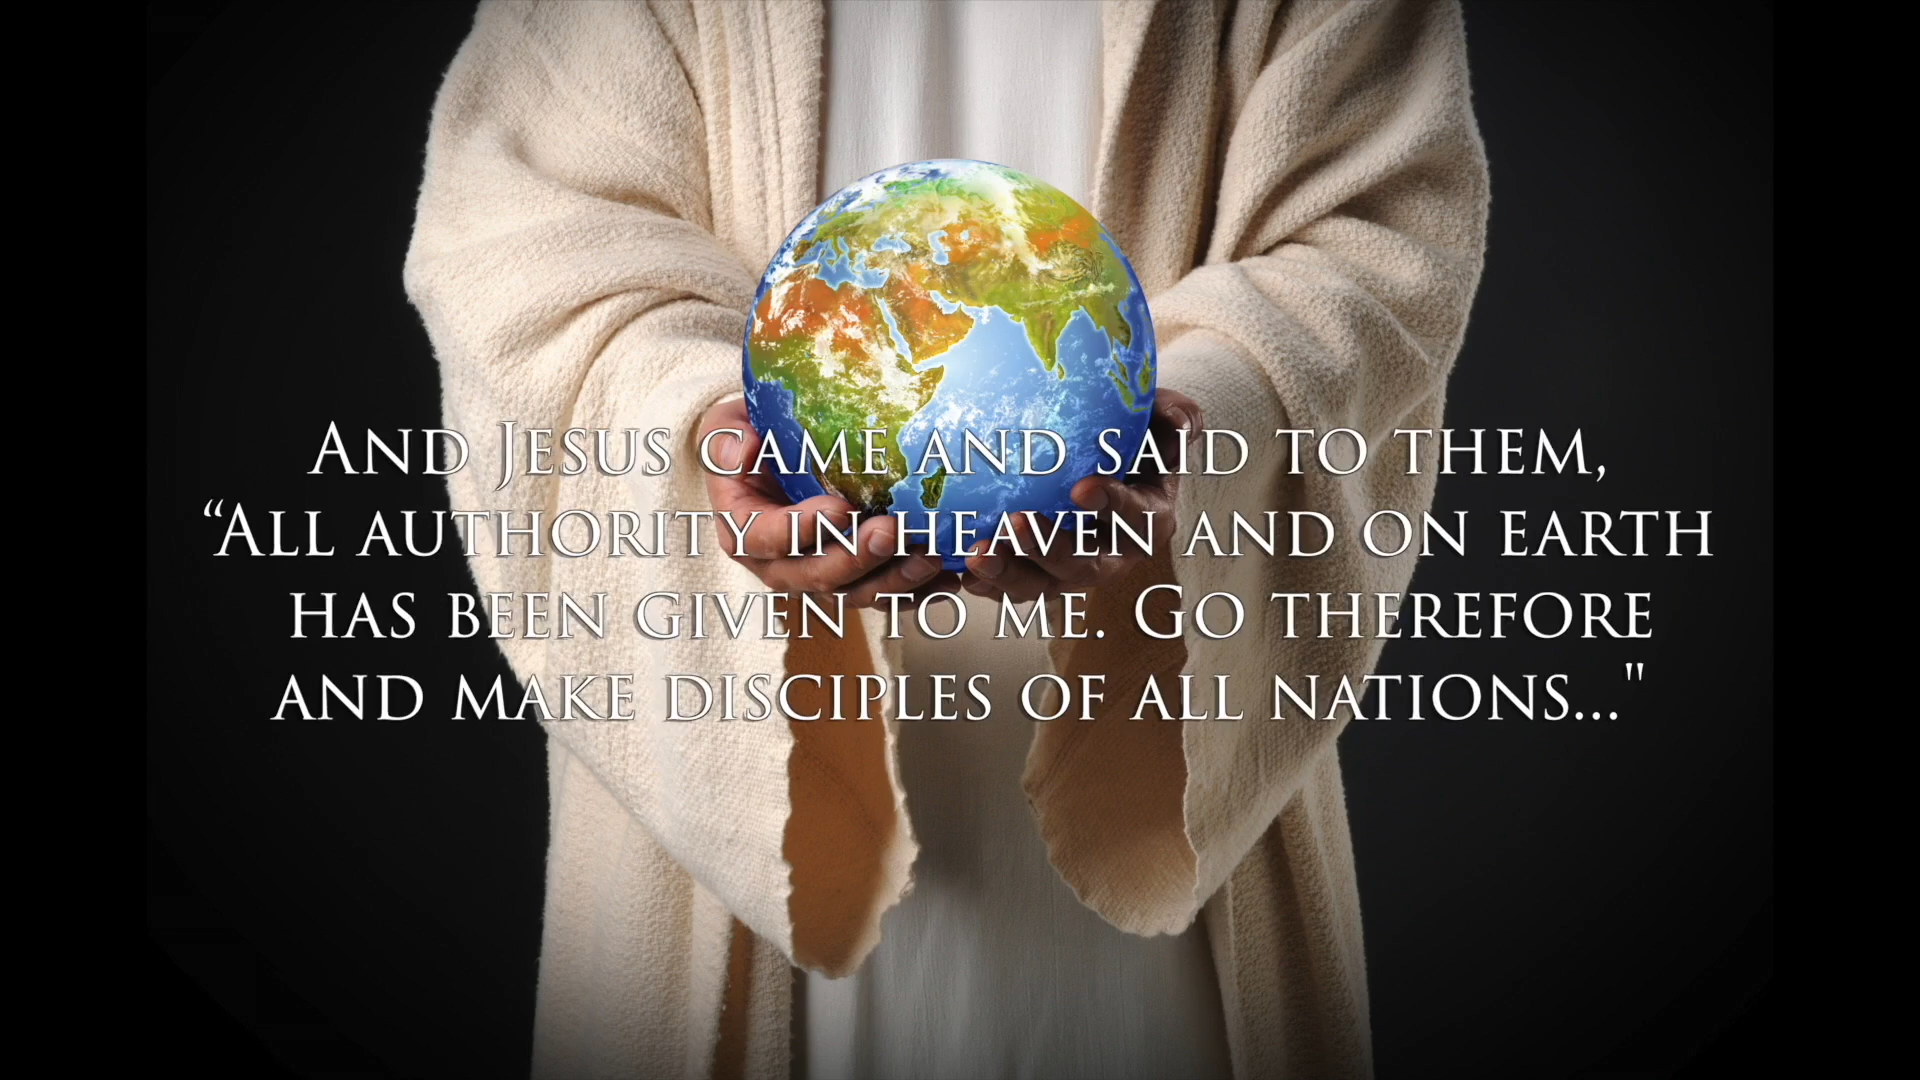 And Jesus came and said to them,
“All authority in heaven and on earth
has been given to me. Go therefore
and make disciples of all nations..."